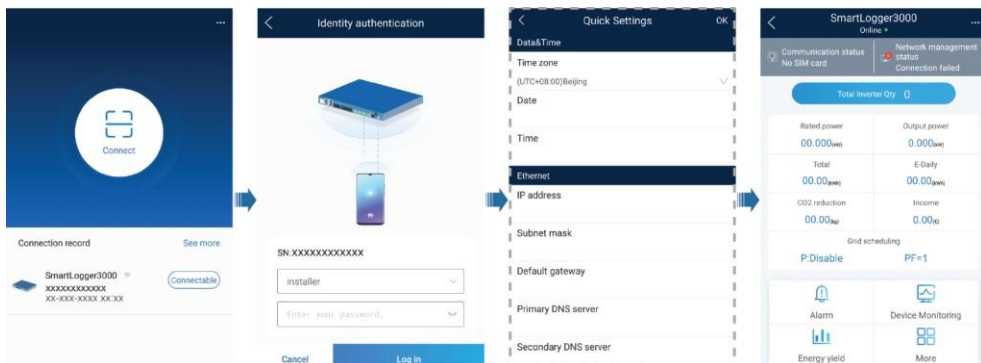 ...
Connect
Connection record
See more
SmartLogger3000
XXXXXXXXXXXX
XX-XXX-XXXX XX:XX
Connectable
Identity authentication
SN:XXXXXXXXXXXX
installer
Enter your password.
Cancel
Log in
Quick Settings
OK
Data&Time
Time zone
(UTC+08:00)Beijing
Date
Time
Ethernet
IP address
Subnet mask
Default gateway
Primary DNS server
Secondary DNS server
SmartLogger3000
...
Online
Communication status
No SIM card
Network management
status
Connection failed
Total Inverter Qty 0
Rated power
Output power
00.000(kW)
0.000(kW)
Total
E-Daily
00.00(kWh)
00.00(kWh)
CO2 reduction
Income
00.00(kg)
0.00(€)
Grid scheduling
P:Disable
PF=1
Alarm
Device Monitoring
Energy yield
More